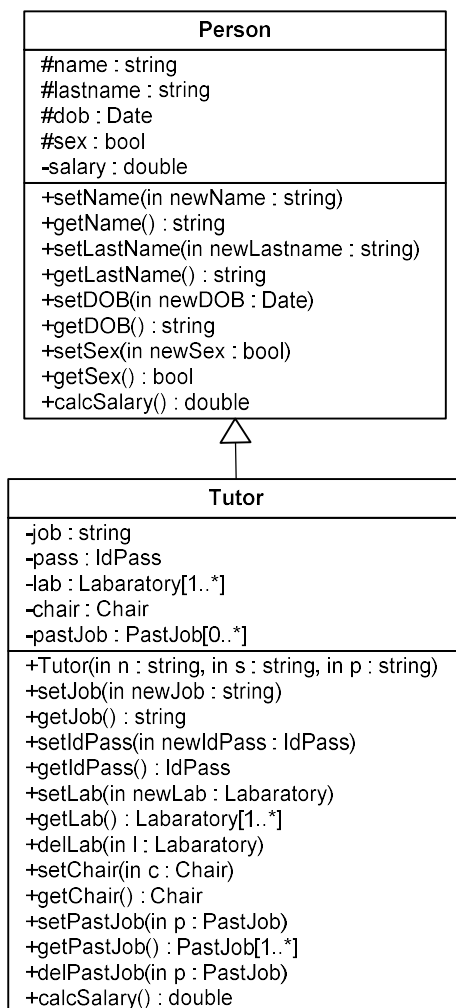 Person
#name : string
#lastname : string
#dob : Date
#sex : bool
-salary : double
+setName(in newName : string)
+getName() : string
+setLastName(in newLastname : string)
+getLastName() : string
+setDOB(in newDOB : Date)
+getDOB() : string
+setSex(in newSex : bool)
+getSex() : bool
+calcSalary() : double
Tutor
-job : string
-pass : IdPass
-lab : Labaratory[1..*]
-chair : Chair
-pastJob : PastJob[0..*]
+Tutor(in n : string, in s : string, in p : string)
+setJob(in newJob : string)
+getJob() : string
+setIdPass(in newIdPass : IdPass)
+getIdPass() : IdPass
+setLab(in newLab : Labaratory)
+getLab() : Labaratory[1..*]
+delLab(in l : Labaratory)
+setChair(in c : Chair)
+getChair() : Chair
+setPastJob(in p : PastJob)
+getPastJob() : PastJob[1..*]
+delPastJob(in p : PastJob)
+calcSalary() : double